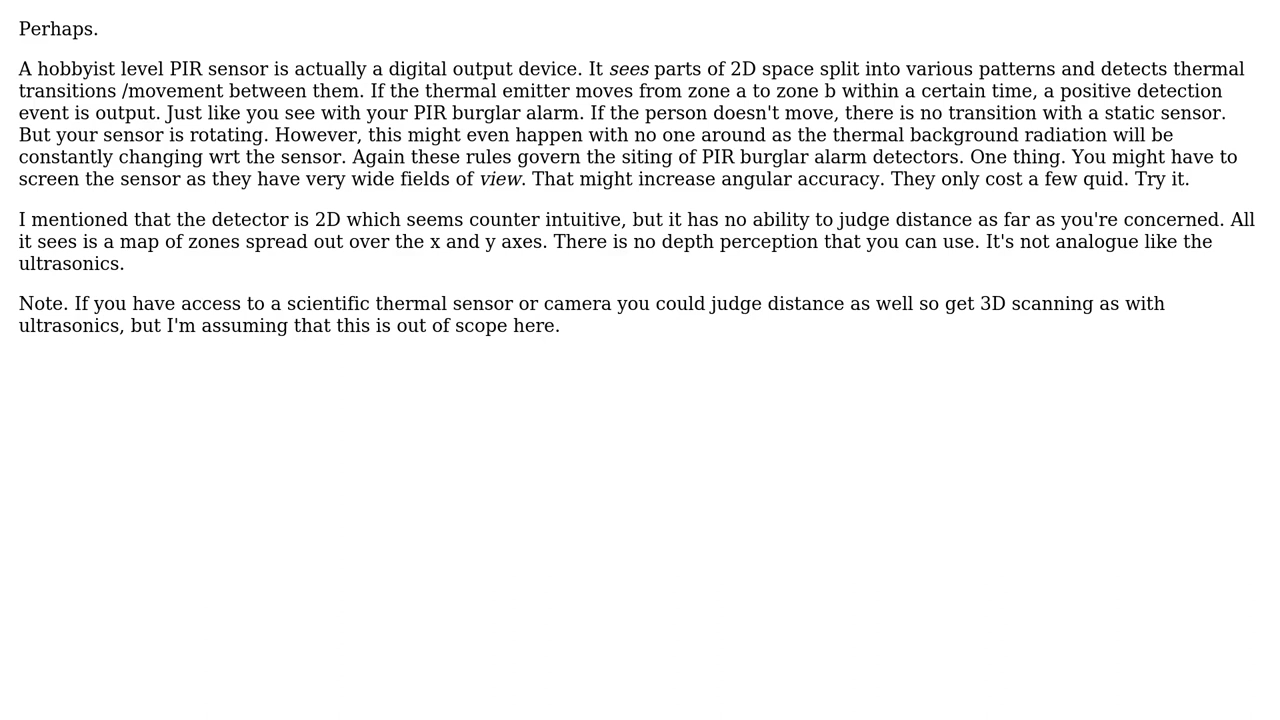 Perhaps.
A hobbyist level PIR sensor is actually a digital output device. It sees parts of 2D space split into various patterns and detects thermal
transitions /movement between them. If the thermal emitter moves from zone a to zone b within a certain time, a positive detection
event is output. Just like you see with your PIR burglar alarm. If the person doesn't move, there is no transition with a static sensor.
But your sensor is rotating. However, this might even happen with no one around as the thermal background radiation will be
constantly changing wrt the sensor. Again these rules govern the siting of PIR burglar alarm detectors. One thing. You might have to
screen the sensor as they have very wide fields of view. That might increase angular accuracy. They only cost a few quid. Try it.
I mentioned that the detector is 2D which seems counter intuitive, but it has no ability to judge distance as far as you're concerned. All
it sees is a map of zones spread out over the x and y axes. There is no depth perception that you can use. It's not analogue like the
ultrasonics.
Note. If you have access to a scientific thermal sensor or camera you could judge distance as well so get 3D scanning as with
ultrasonics, but I'm assuming that this is out of scope here.